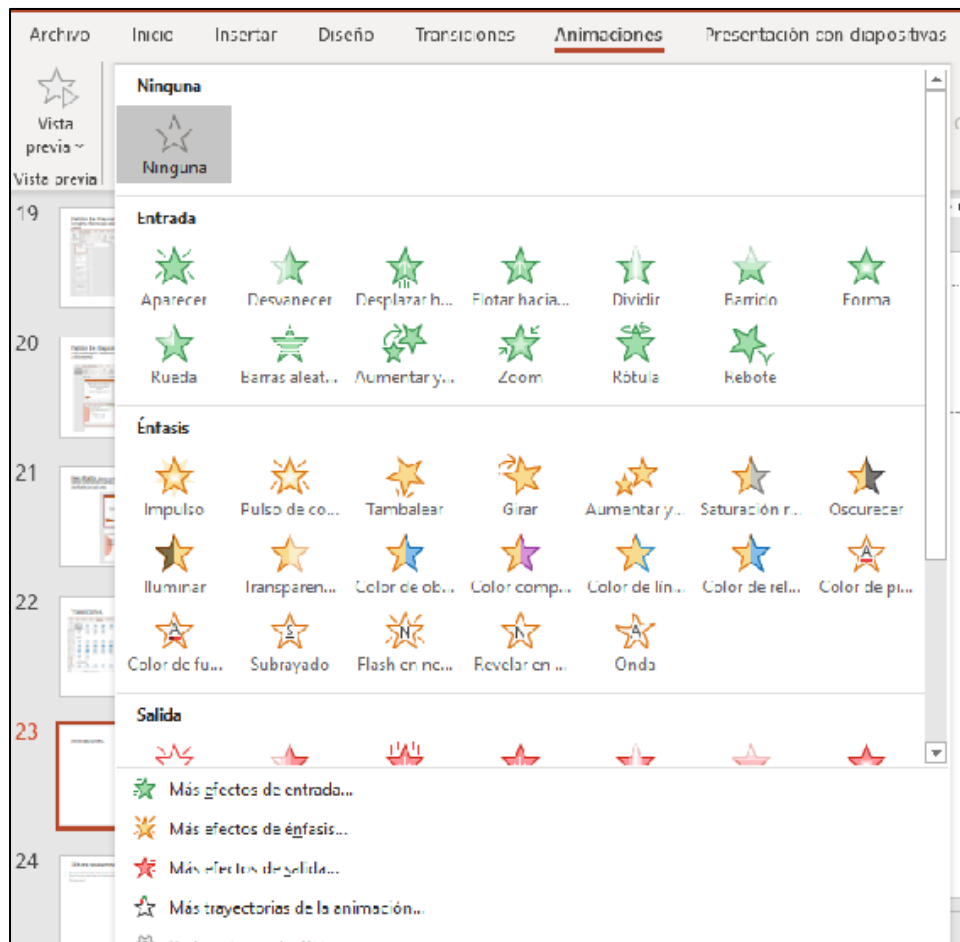 Archivo Inicio Insertar Diseño Transiciones Animaciones Presentación con diapositivas
Vista
previa
Vista previa
Ninguna
Ninguna
Entrada
Aparecer Desvanecer Desplazar h... Flotar hacia... Dividir Barrido Forma
Rueda Barras aleat... Aumentar y... Zoom Rótula Rebote
Énfasis
Impulso Pulso de co... Tambalear Girar Aumentar y... Saturación r... Oscurecer
Iluminar Transparen... Color de ob... Color comp... Color de lín... Color de rel... Color de pi...
Color de fu... Subrayado Flash en ne... Revelar en ... Onda
Salida
Más efectos de entrada...
Más efectos de énfasis...
Más efectos de salida...
Más trayectorias de la animación...
19
20
21
22
23
24